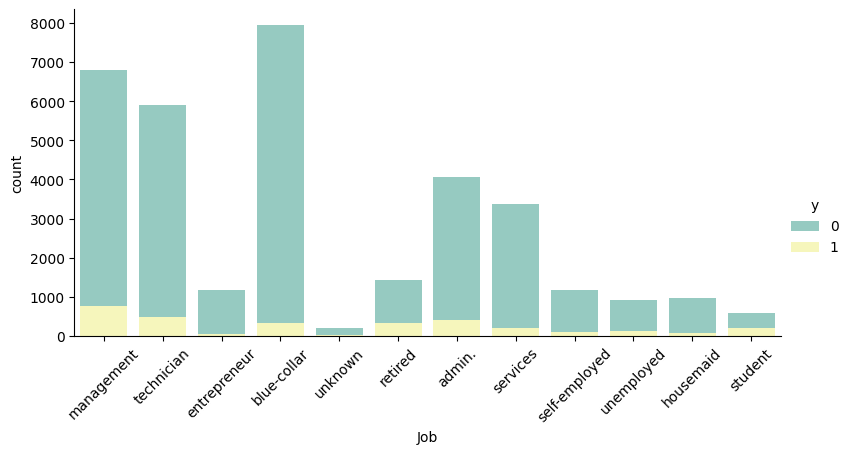 8000
7000
6000
5000
4000
3000
2000
1000
0
count
management
technician
entrepreneur
blue-collar
unknown
retired
admin.
services
self-employed
unemployed
housemaid
student
Job
y
0
1